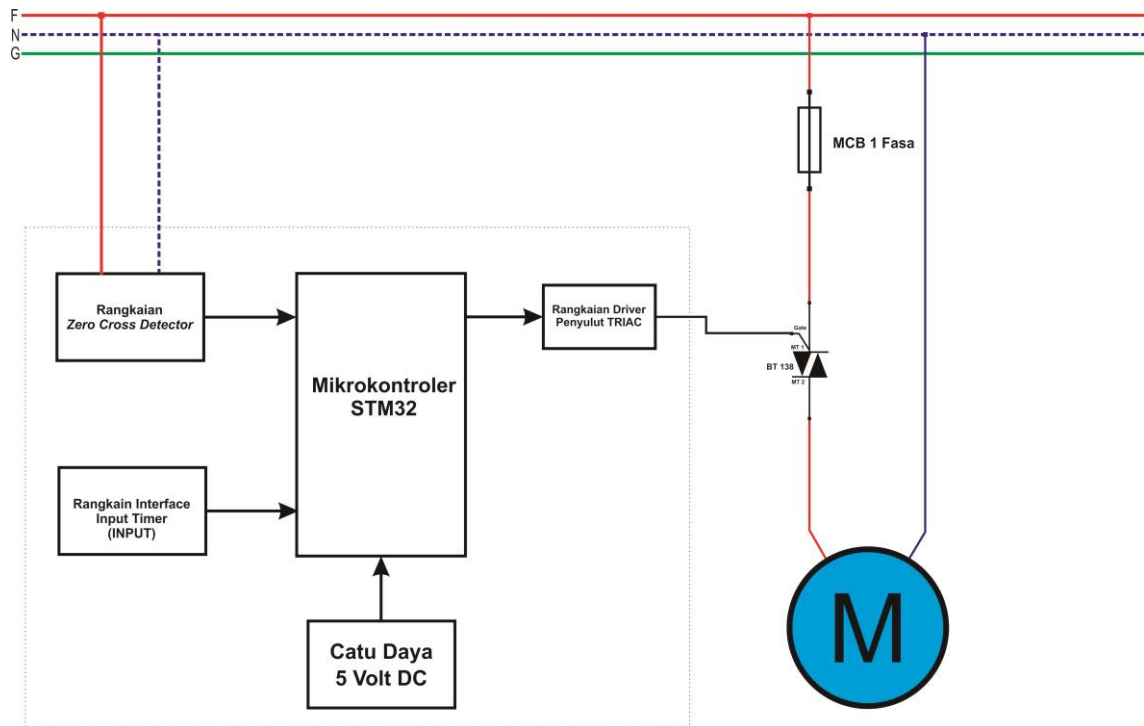 F
N
G
MCB 1 Fasa
Rangkaian
Zero Cross Detector
Mikrokontroler
STM32
Rangkaian Driver
Penyulut TRIAC
Gate
MT 1
BT 138
MT 2
Rangkain Interface
Input Timer
(INPUT)
Catu Daya
5 Volt DC
M